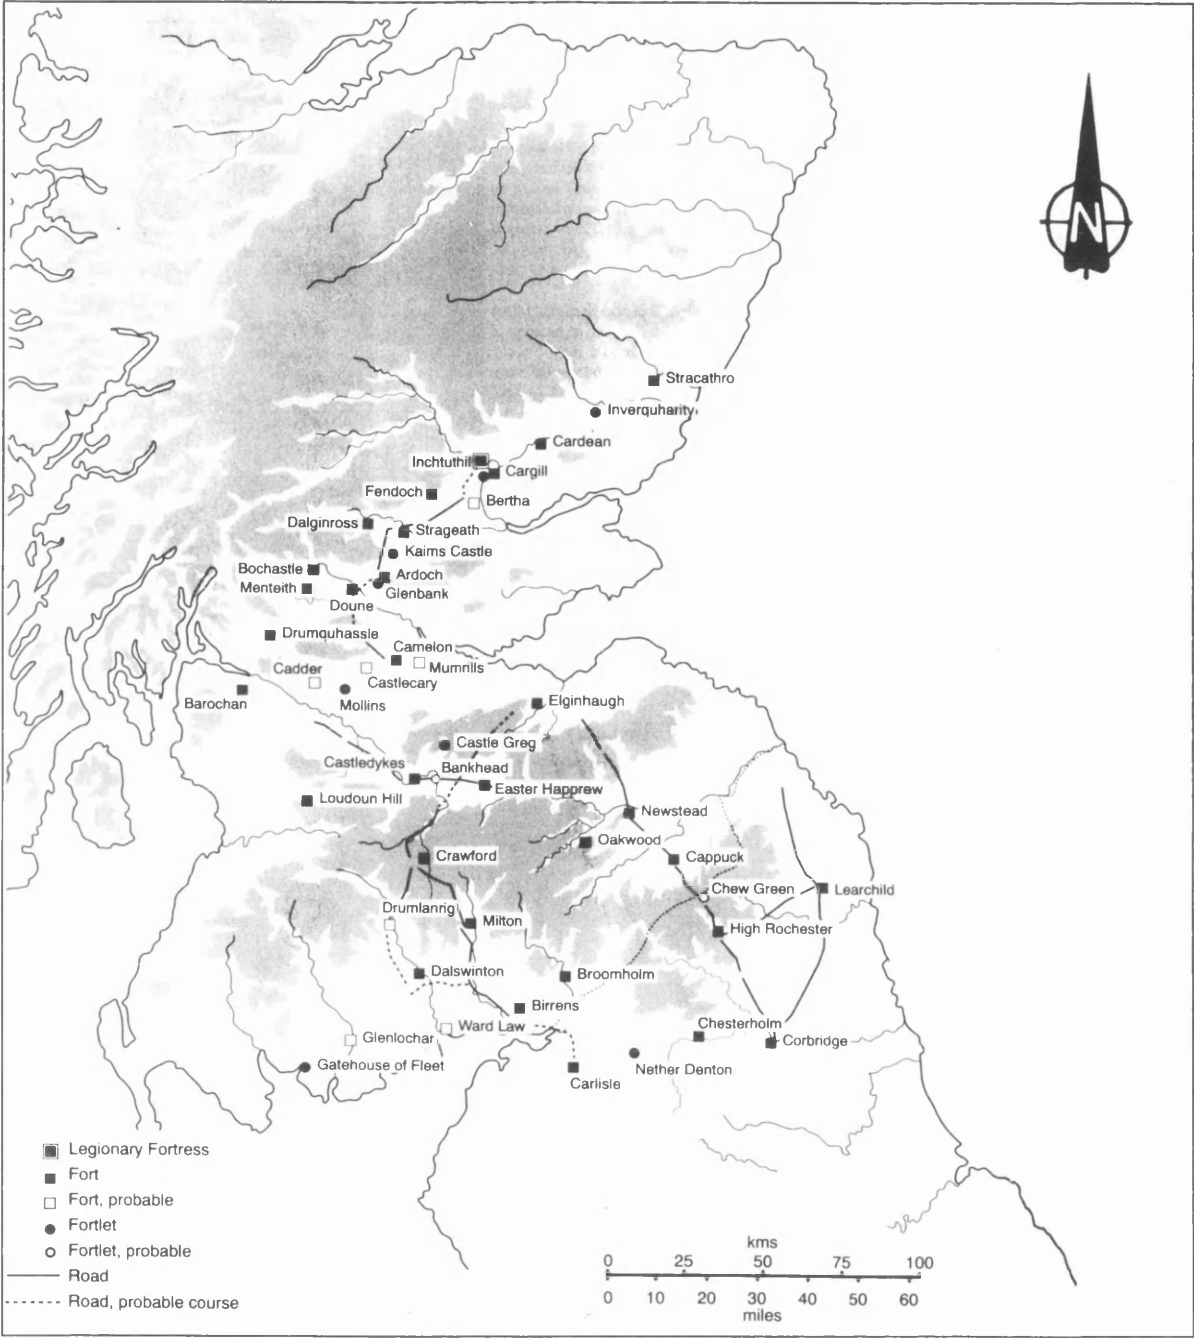 N
Stracathro
Inverquharity
Cardean
Inchtuthil
Cargill
Fendoch
Bertha
Dalginross
Strageath
Kaims Castle
Bochastle
Ardoch
Menteith
Glenbank
Doune
Drumquhassle
Camelon
Cadder
Mumrills
Castlecary
Barochan
Mollins
Elginhaugh
Castle Greg
Castledykes
Bankhead
Easter Happrew
Loudoun Hill
Newstead
Oakwood
Crawford
Cappuck
Chew Green
Learchild
Drumlanrig
Milton
High Rochester
Dalswinton
Broomholm
Birrens
Ward Law
Chesterholm
Glenlochar
Corbridge
Gatehouse of Fleet
Nether Denton
Carlisle
Legionary Fortress
Fort
Fort, probable
Fortlet
Fortlet, probable
Road
Road, probable course
kms
0 25 50 75 100
0 10 20 30 40 50 60
miles